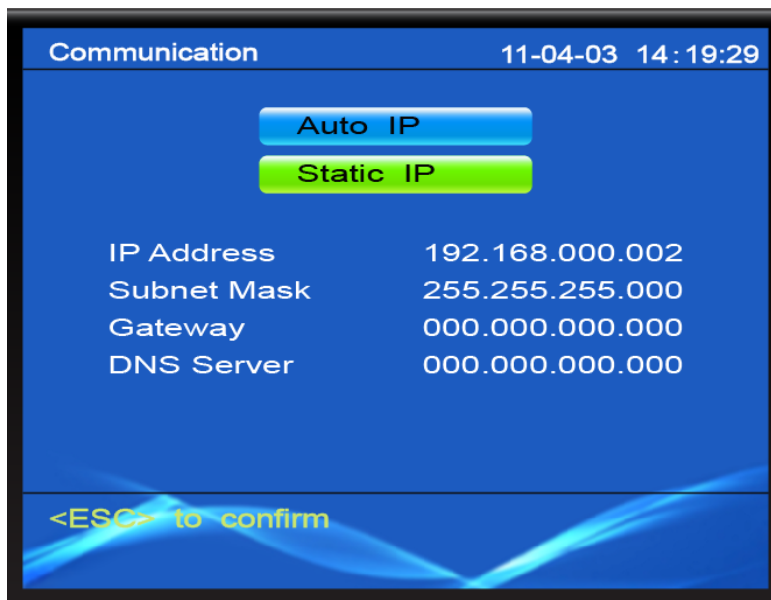 Communication 11-04-03 14:19:29
Auto IP
Static IP
IP Address 192.168.000.002
Subnet Mask 255.255.255.000
Gateway 000.000.000.000
DNS Server 000.000.000.000
<ESC> to confirm